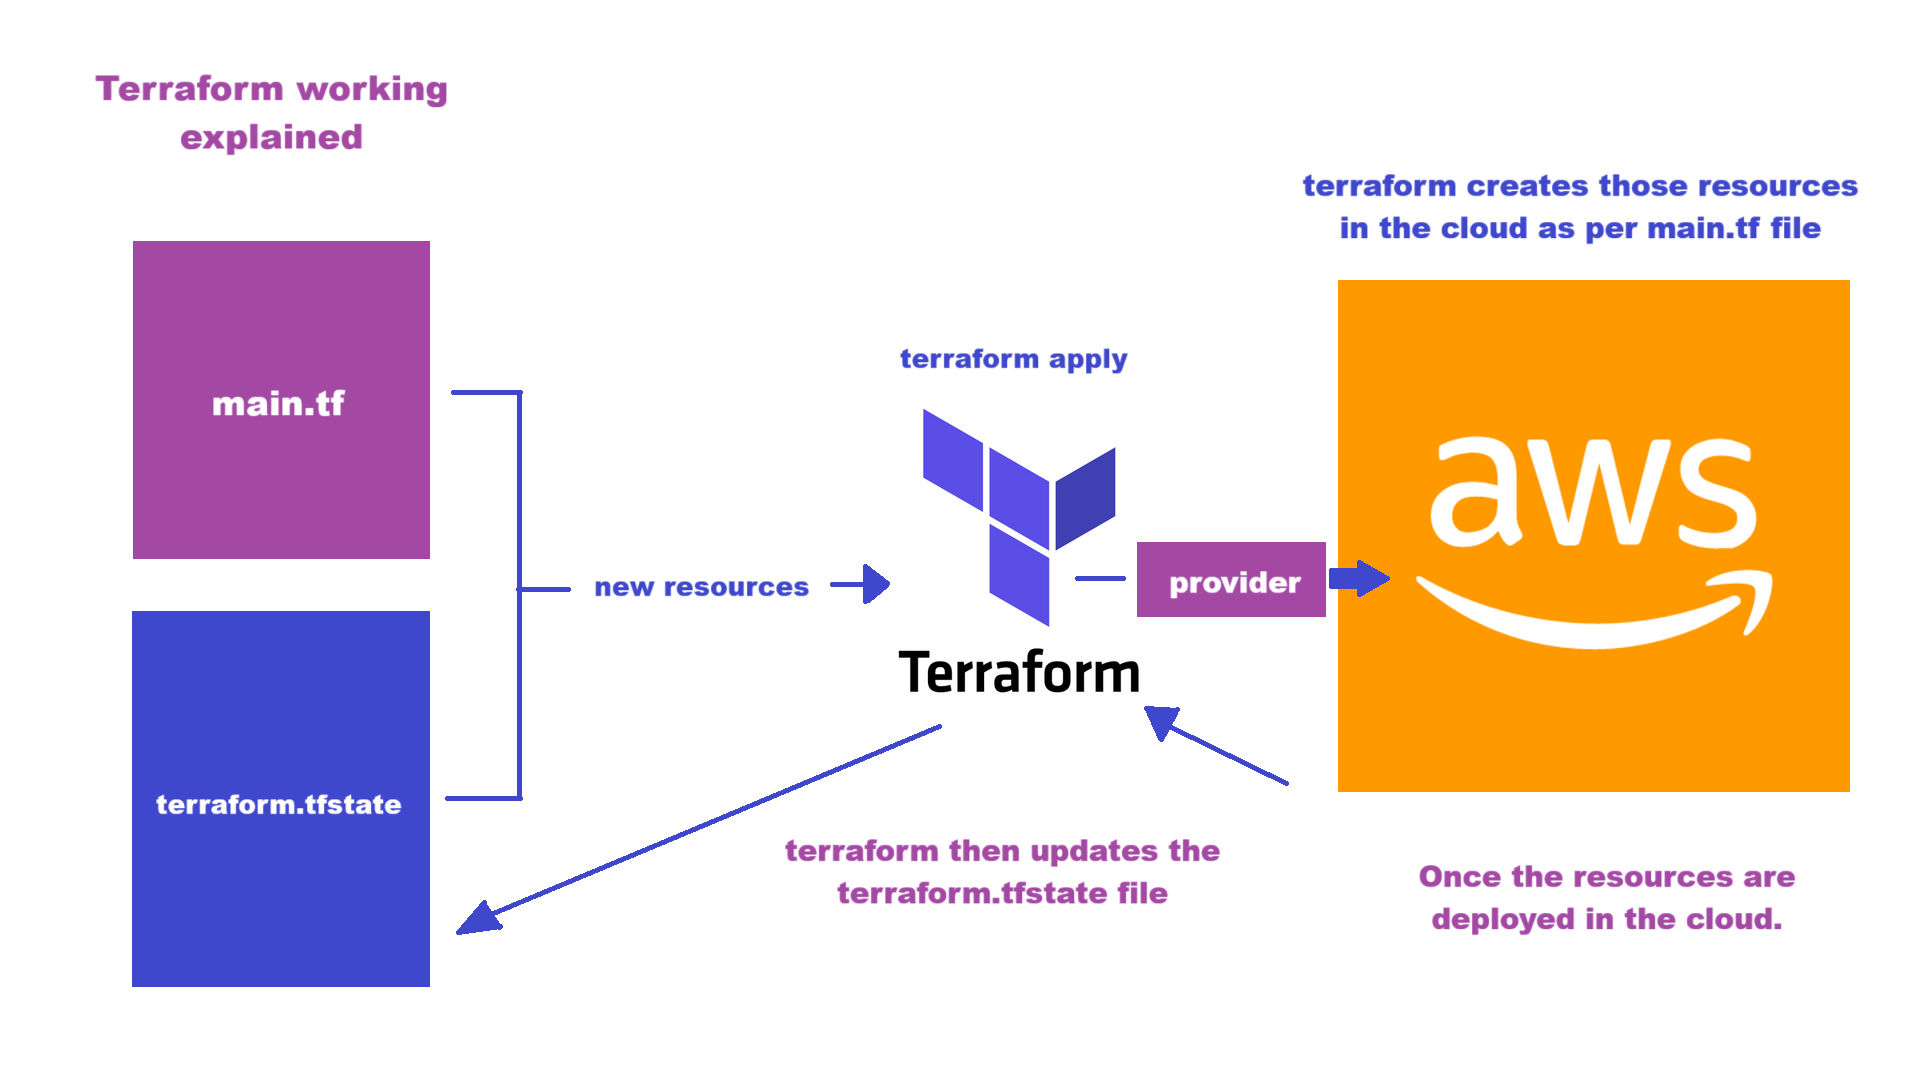 Terraform working
explained
terraform creates those resources
in the cloud as per main.tf file
main.tf
terraform apply
aws
new resources
provider
Terraform
terraform.tfstate
terraform then updates the
terraform.tfstate file
Once the resources are
deployed in the cloud.